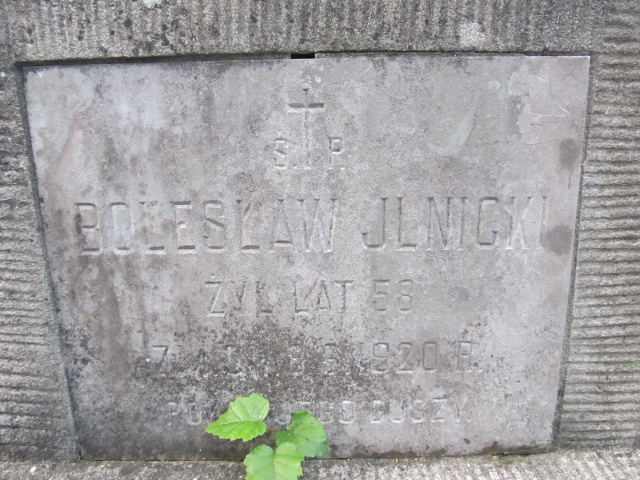 Ś. P.
BOLESŁAW JLNICKI
ŻYŁ LAT 58
1920 R.
DUSZY